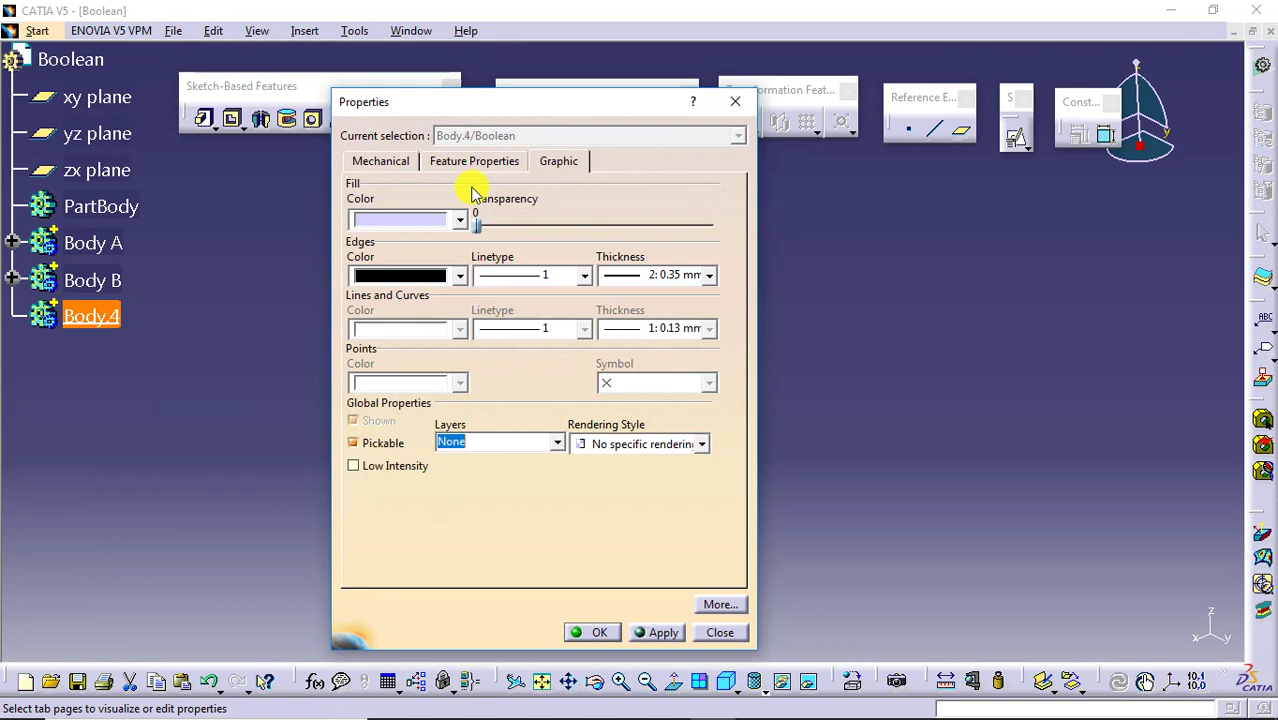 CATIA V5 - [Boolean]
Start ENOVIA V5 VPM File Edit View Insert Tools Window Help
Boolean
xy plane
yz plane
zx plane
PartBody
Body A
Body B
Body.4
Sketch-Based Features
Reference E...
S
Const...
Properties
?
Current selection : Body.4/Boolean
Mechanical Feature Properties Graphic
Fill
Color
0
Edges
Color Linetype Thickness
1 2: 0.35 mm
Lines and Curves
Color Linetype Thickness
1 1: 0.13 mm
Points
Color Symbol
Global Properties
Shown Layers Rendering Style
Pickable None No specific renderin
Low Intensity
More...
OK Apply Close
z
x y
f(x)
ABC
10.0
Select tab pages to visualize or edit properties